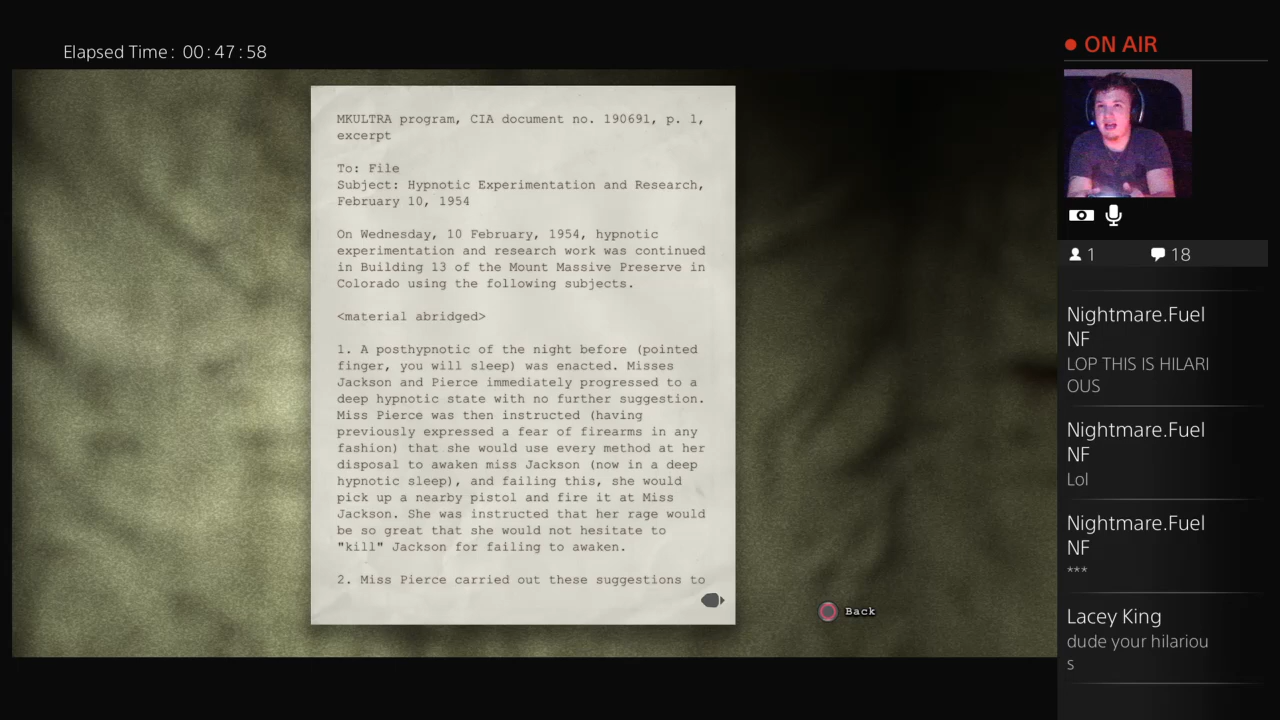 Elapsed Time: 00:47:58
MKULTRA program, CIA document no. 190691, p. 1,
excerpt
To: File
Subject: Hypnotic Experimentation and Research,
February 10, 1954
On Wednesday, 10 February, 1954, hypnotic
experimentation and research work was continued
in Building 13 of the Mount Massive Preserve in
Colorado using the following subjects.
<material abridged>
1. A posthypnotic of the night before (pointed
finger, you will sleep) was enacted. Misses
Jackson and Pierce immediately progressed to a
deep hypnotic state with no further suggestion.
Miss Pierce was then instructed (having
previously expressed a fear of firearms in any
fashion) that she would use every method at her
disposal to awaken miss Jackson (now in a deep
hypnotic sleep), and failing this, she would
pick up a nearby pistol and fire it at Miss
Jackson. She was instructed that her rage would
be so great that she would not hesitate to
"kill" Jackson for failing to awaken.
2. Miss Pierce carried out these suggestions to
Back
ON AIR
1
18
Nightmare.Fuel
NF
LOP THIS IS HILARI
OUS
Nightmare.Fuel
NF
Lol
Nightmare.Fuel
NF
***
Lacey King
dude your hilariou
s